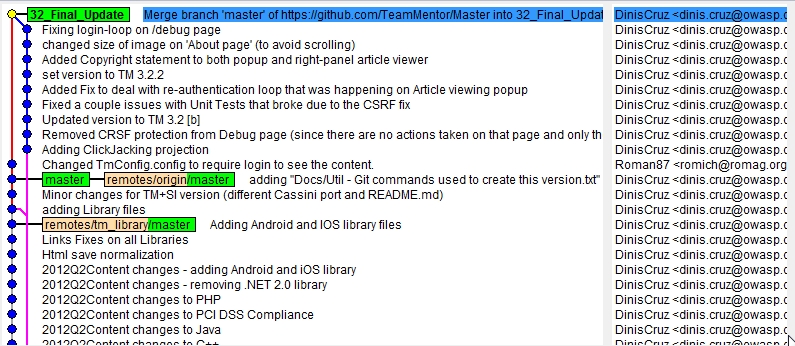 32_Final_Update Merge branch 'master' of https://github.com/TeamMentor/Master into 32_Final_Updat DinisCruz <dinis.cruz@owasp.
Fixing login-loop on /debug page DinisCruz <dinis.cruz@owasp.
changed size of image on 'About page' (to avoid scrolling) DinisCruz <dinis.cruz@owasp.
Added Copyright statement to both popup and right-panel article viewer DinisCruz <dinis.cruz@owasp.
set version to TM 3.2.2 DinisCruz <dinis.cruz@owasp.
Added Fix to deal with re-authentication loop that was happening on Article viewing popup DinisCruz <dinis.cruz@owasp.
Fixed a couple issues with Unit Tests that broke due to the CSRF fix DinisCruz <dinis.cruz@owasp.
Updated version to TM 3.2 [b] DinisCruz <dinis.cruz@owasp.
Removed CRSF protection from Debug page (since there are no actions taken on that page and only th DinisCruz <dinis.cruz@owasp.
Adding ClickJacking projection DinisCruz <dinis.cruz@owasp.
Changed TmConfig.config to require login to see the content. Roman87 <romich@romag.org
master remotes/origin/master adding "Docs/Util - Git commands used to create this version.txt" DinisCruz <dinis.cruz@owasp.
Minor changes for TM+SI version (different Cassini port and README.md) DinisCruz <dinis.cruz@owasp.
adding Library files DinisCruz <dinis.cruz@owasp.
remotes/tm_library/master Adding Android and IOS library files DinisCruz <dinis.cruz@owasp.
Links Fixes on all Libraries DinisCruz <dinis.cruz@owasp.
Html save normalization DinisCruz <dinis.cruz@owasp.
2012Q2Content changes - adding Android and iOS library DinisCruz <dinis.cruz@owasp.
2012Q2Content changes - removing .NET 2.0 library DinisCruz <dinis.cruz@owasp.
2012Q2Content changes to PHP DinisCruz <dinis.cruz@owasp.
2012Q2Content changes to PCI DSS Compliance DinisCruz <dinis.cruz@owasp.
2012Q2Content changes to Java DinisCruz <dinis.cruz@owasp.
2012Q2Content changes to C++ DinisCruz <dinis.cruz@owasp.